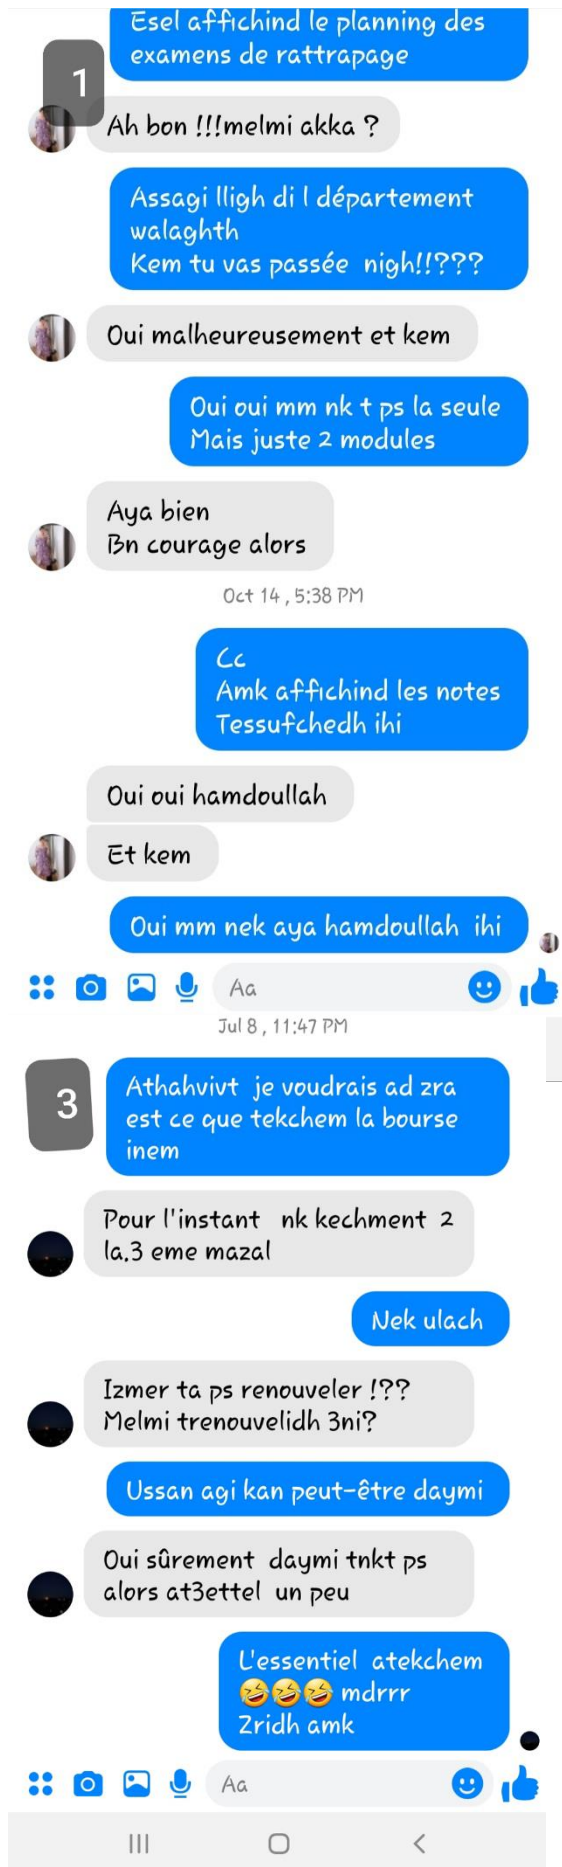 Esel affichind le planning des
examens de rattrapage
1
Ah bon !!!melmi akka ?
Assagi lligh di l département
walaghth
Kem tu vas passée nigh!!???
Oui malheureusement et kem
Oui oui mm nk t ps la seule
Mais juste 2 modules
Aya bien
Bn courage alors
Oct 14, 5:38 PM
Cc
Amk affichind les notes
Tessufchedh ihi
Oui oui hamdoullah
Et kem
Oui mm nek aya hamdoullah ihi
Aa
Jul 8, 11:47 PM
3
Athahvivt je voudrais ad zra
est ce que tekchem la bourse
inem
Pour l'instant nk kechment 2
la.3 eme mazal
Nek ulach
Izmer ta ps renouveler !??
Melmi trenouvelidh 3ni?
Ussan agi kan peut-être daymi
Oui sûrement daymi tnkt ps
alors at3ettel un peu
L'essentiel atekchem
🤣🤣🤣 mdrrr
Zridh amk
Aa